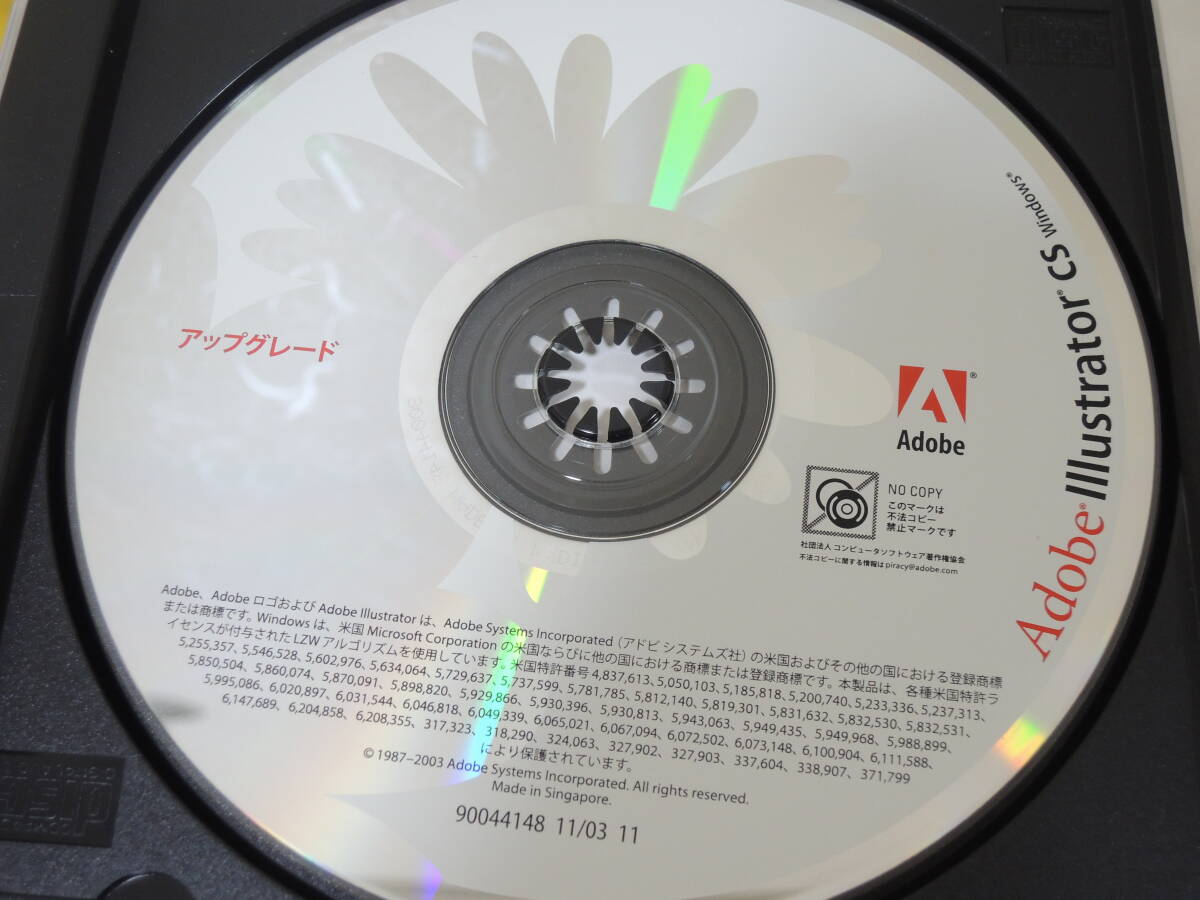 Adobe® Illustrator® CS Windows®
アップグレード
Adobe
NO COPY
このマークは
不法コピー
禁止マークです
社団法人 コンピュータソフトウェア著作権協会
不法コピーに関する情報は piracy@adobe.com
Adobe、Adobe ロゴおよび Adobe Illustrator は、Adobe Systems Incorporated (アドビ システムズ社) の米国およびその他の国における登録商標
または商標です。Windows は、米国 Microsoft Corporation の米国ならびに他の国における商標または登録商標です。本製品は、各種米国特許ラ
イセンスが付与された LZW アルゴリズムを使用しています。米国特許番号 4,837,613、5,050,103、5,185,818、5,200,740、5,233,336、5,237,313、
5,255,357、5,546,528、5,602,976、5,634,064、5,729,637、5,737,599、5,781,785、5,812,140、5,819,301、5,831,632、5,832,530、5,832,531、
5,850,504、5,860,074、5,870,091、5,898,820、5,929,866、5,930,396、5,930,813、5,943,063、5,949,435、5,949,968、5,988,899、
5,995,086、6,020,897、6,031,544、6,046,818、6,049,339、6,065,021、6,067,094、6,072,502、6,073,148、6,100,904、6,111,588、
6,147,689、6,204,858、6,208,355、317,323、318,290、324,063、327,902、327,903、337,604、338,907、371,799
により保護されています。
© 1987–2003 Adobe Systems Incorporated. All rights reserved.
Made in Singapore.
90044148 11/03 11